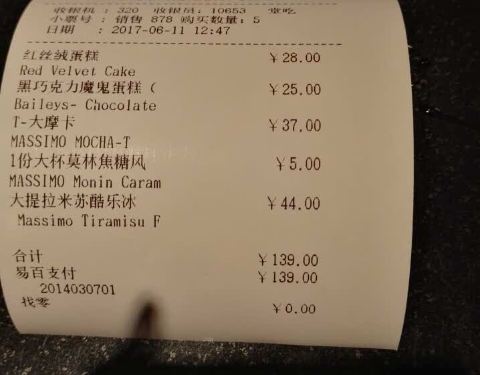 收银机 : 320 收银员: 10653 堂吃
小票号 : 销售 878 购买数量: 5
日期 : 2017-06-11 12:47
红丝绒蛋糕 ¥28.00
Red Velvet Cake
黑巧克力魔鬼蛋糕 ( ¥25.00
Baileys- Chocolate
T-大摩卡 ¥37.00
MASSIMO MOCHA-T
1份大杯莫林焦糖风 ¥5.00
MASSIMO Monin Caram
大提拉米苏酷乐冰 ¥44.00
Massimo Tiramisu F
合计 ¥139.00
易百支付 ¥139.00
2014030701
找零 ¥0.00